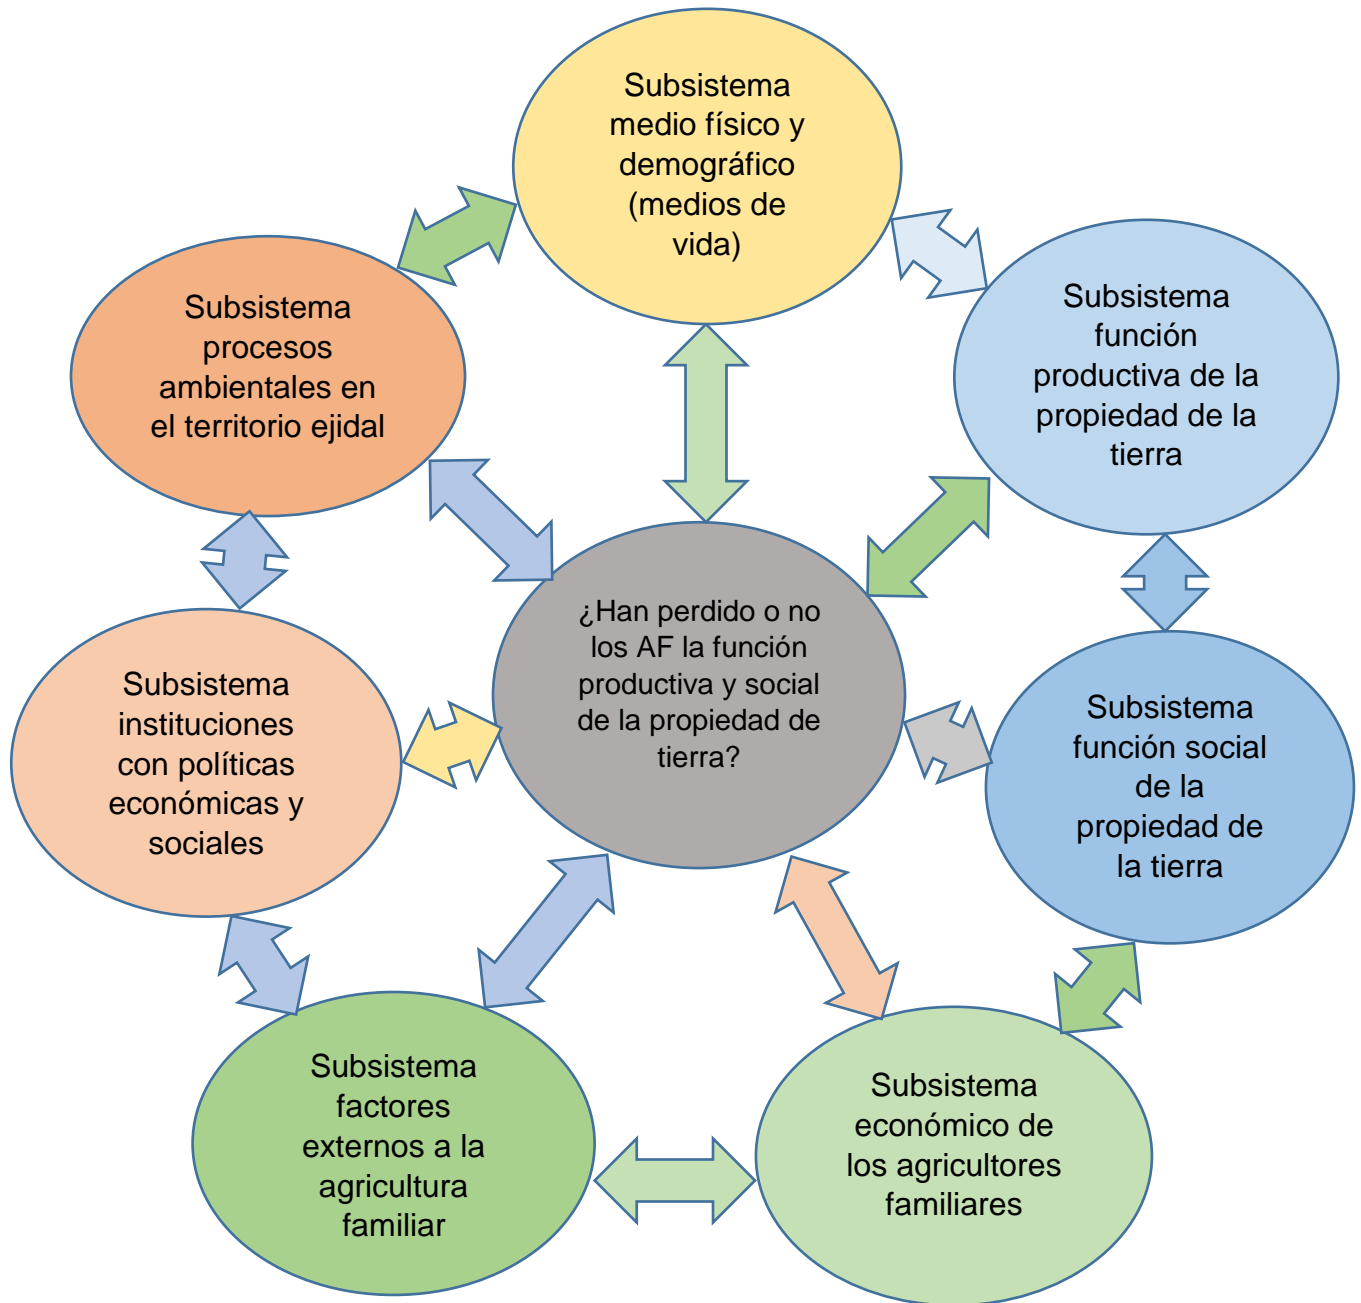 Subsistema
medio físico y
demográfico
(medios de
vida)
Subsistema
función
productiva de la
propiedad de la
tierra
Subsistema
procesos
ambientales en
el territorio ejidal
¿Han perdido o no
los AF la función
productiva y social
de la propiedad de
tierra?
Subsistema
instituciones
con políticas
económicas y
sociales
Subsistema
función social
de la
propiedad de
la tierra
Subsistema
factores
externos a la
agricultura
familiar
Subsistema
económico de
los agricultores
familiares